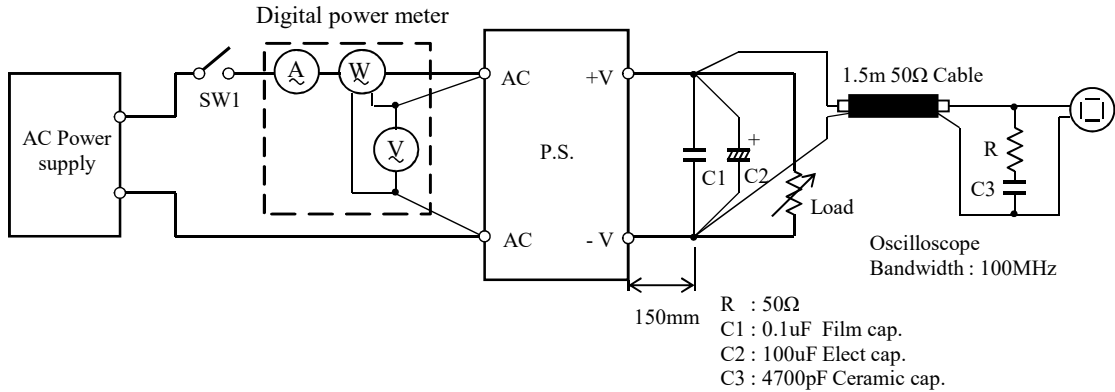 Digital power meter
A
W
AC
+V
1.5m 50Ω Cable
SW1
AC Power
supply
V
P.S.
+
C1
C2
R
C3
Load
AC
- V
Oscilloscope
Bandwidth : 100MHz
150mm
R : 50Ω
C1 : 0.1uF Film cap.
C2 : 100uF Elect cap.
C3 : 4700pF Ceramic cap.